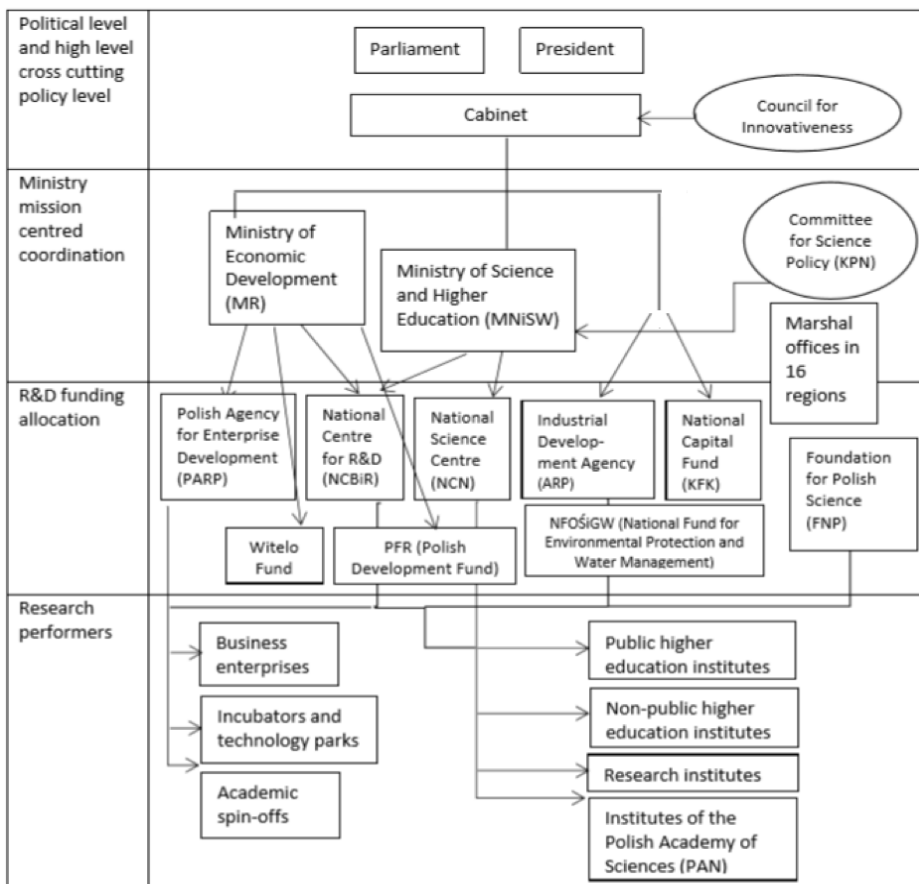 Political level
and high level
cross cutting
policy level
Parliament
President
Cabinet
Council for
Innovativeness
Ministry
mission
centred
coordination
Ministry of
Economic
Development
(MR)
Ministry of Science
and Higher
Education (MNiSW)
Committee
for Science
Policy (KPN)
Marshal
offices in
16
regions
R&D funding
allocation
Polish Agency
for Enterprise
Development
(PARP)
National
Centre
for R&D
(NCBiR)
National
Science
Centre
(NCN)
Industrial
Develop-
ment Agency
(ARP)
National
Capital
Fund
(KFK)
Foundation
for Polish
Science
(FNP)
Witelo
Fund
PFR (Polish
Development Fund)
NFOŚiGW (National Fund for
Environmental Protection and
Water Management)
Research
performers
Business
enterprises
Incubators and
technology parks
Academic
spin-offs
Public higher
education institutes
Non-public higher
education institutes
Research institutes
Institutes of the
Polish Academy of
Sciences (PAN)